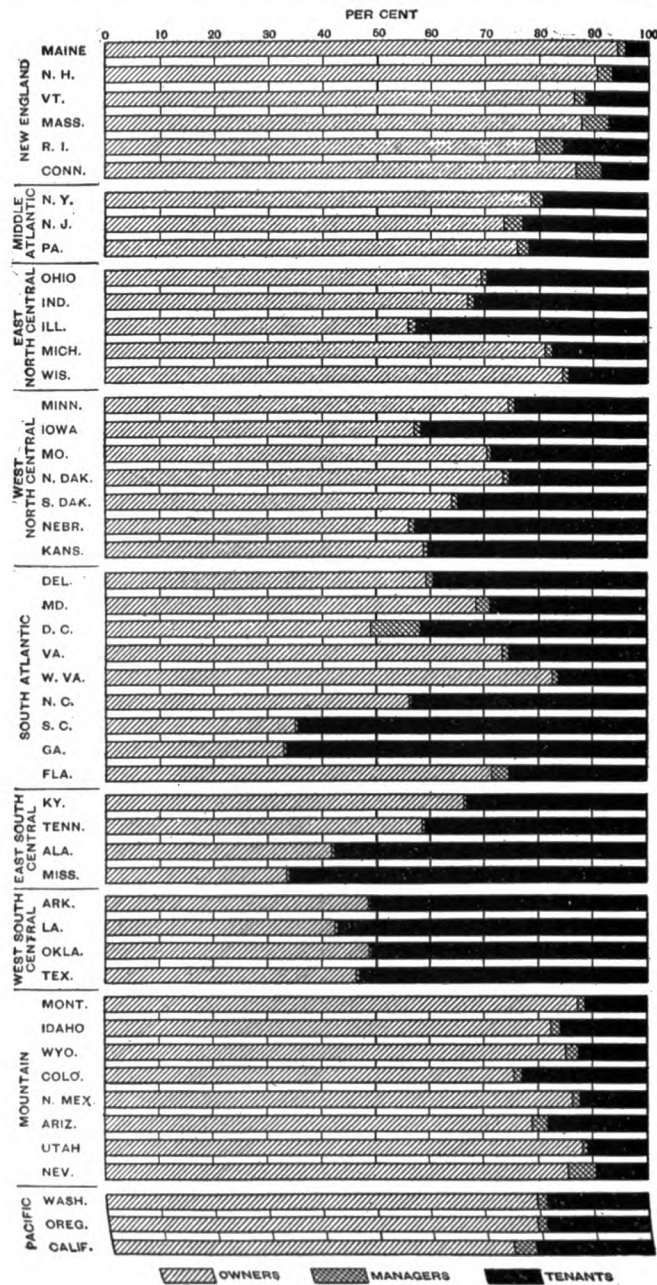 PER CENT
0 10 20 30 40 50 60 70 80 90 100
NEW ENGLAND
MAINE
N. H.
VT.
MASS.
R. I.
CONN.
MIDDLE ATLANTIC
N. Y.
N. J.
PA.
EAST NORTH CENTRAL
OHIO
IND.
ILL.
MICH.
WIS.
WEST NORTH CENTRAL
MINN.
IOWA
MO.
N. DAK.
S. DAK.
NEBR.
KANS.
SOUTH ATLANTIC
DEL.
MD.
D. C.
VA.
W. VA.
N. C.
S. C.
GA.
FLA.
EAST SOUTH CENTRAL
KY.
TENN.
ALA.
MISS.
WEST SOUTH CENTRAL
ARK.
LA.
OKLA.
TEX.
MOUNTAIN
MONT.
IDAHO
WYO.
COLO.
N. MEX.
ARIZ.
UTAH
NEV.
PACIFIC
WASH.
OREG.
CALIF.
OWNERS MANAGERS TENANTS